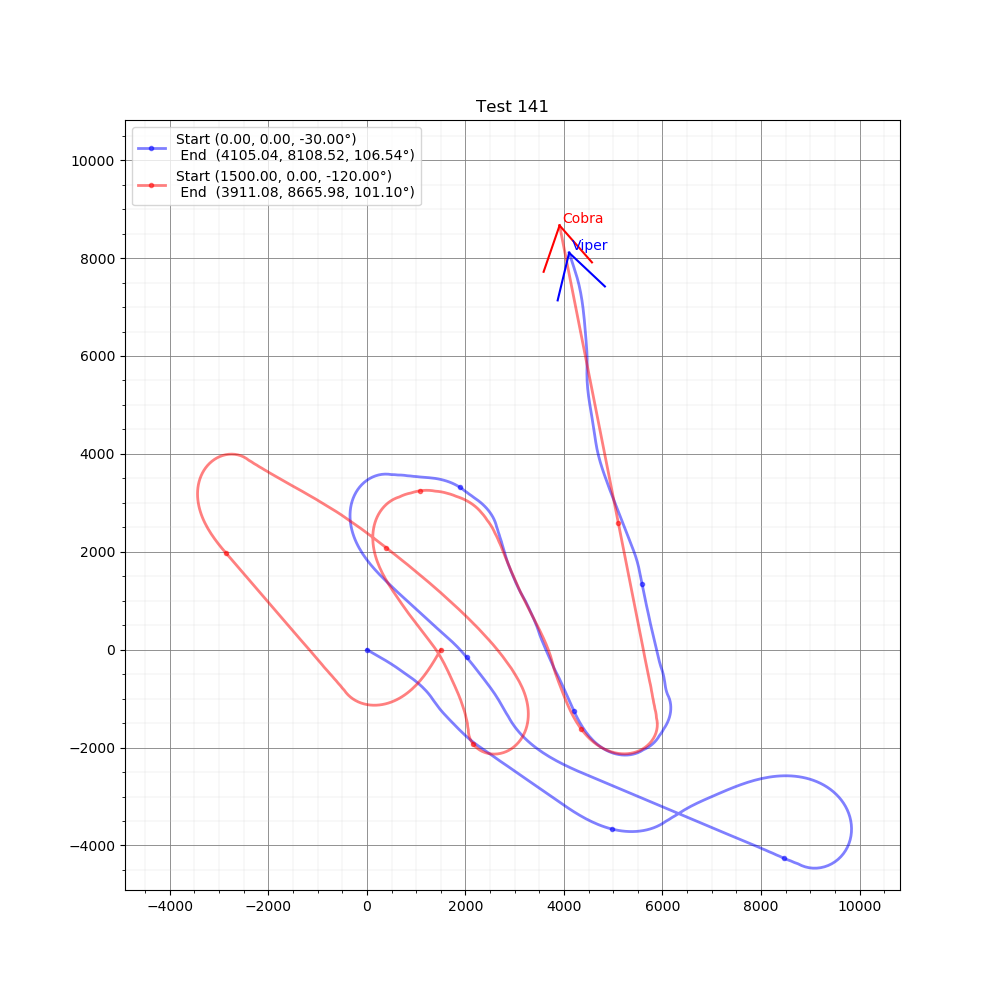 Test 141
Start (0.00, 0.00, -30.00°)
End  (4105.04, 8108.52, 106.54°)
Start (1500.00, 0.00, -120.00°)
End  (3911.08, 8665.98, 101.10°)
Cobra
Viper
10000
8000
6000
4000
2000
0
−2000
−4000
−4000 −2000 0 2000 4000 6000 8000 10000